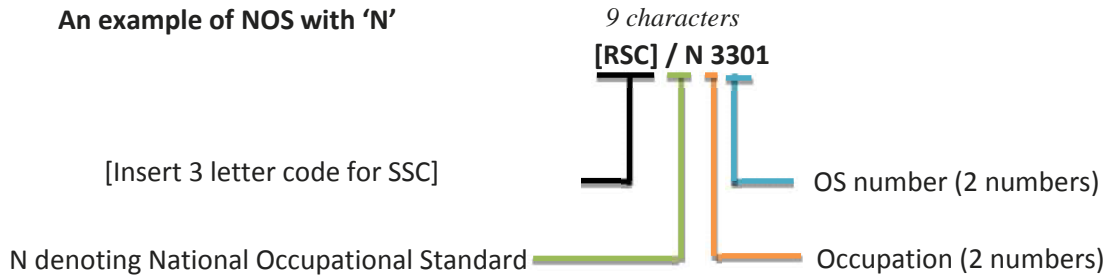 An example of NOS with ‘N’
9 characters
[RSC] / N 3301
[Insert 3 letter code for SSC]
OS number (2 numbers)
N denoting National Occupational Standard
Occupation (2 numbers)